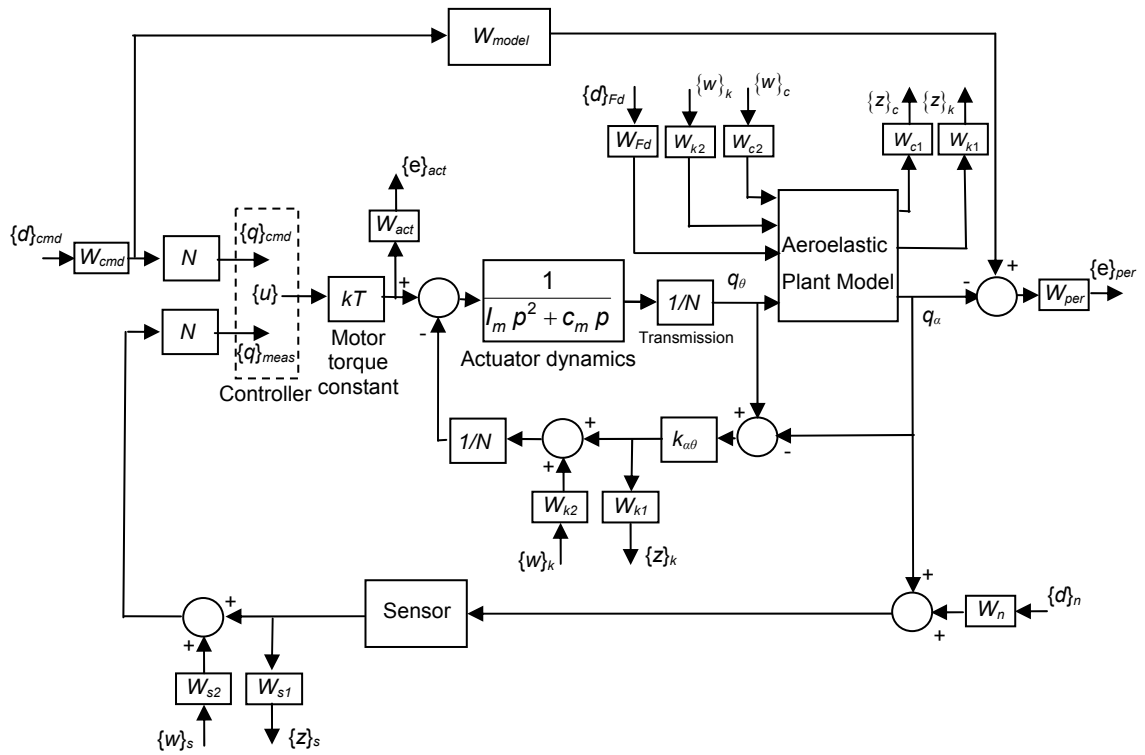 W_model
{d}_Fd
{w}_k
{w}_c
{z}_c
{z}_k
W_Fd
W_k2
W_c2
W_c1
W_k1
{e}_act
W_act
{d}_cmd
W_cmd
N
{q}_cmd
{u}
kT
+
-
1
I_m p² + c_m p
1/N
q_θ
Aeroelastic
Plant Model
+
-
q_α
W_per
{e}_per
N
{q}_meas
Controller
Motor
torque
constant
Actuator dynamics
Transmission
1/N
+
+
k_αθ
+
-
W_k2
W_k1
{w}_k
{z}_k
Sensor
+
+
+
+
W_n
{d}_n
W_s2
W_s1
{w}_s
{z}_s